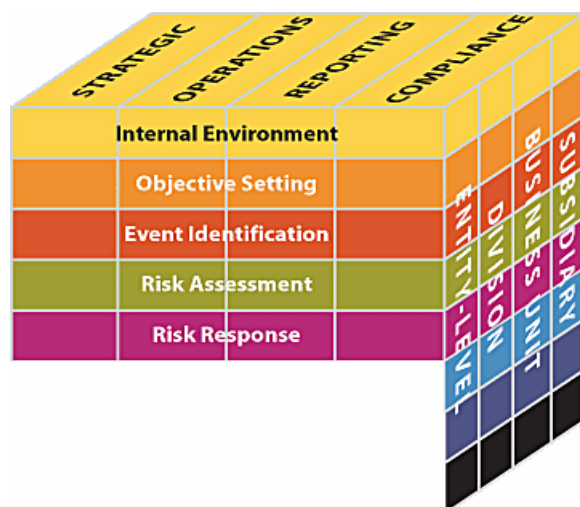 STRATEGIC
OPERATIONS
REPORTING
COMPLIANCE
Internal Environment
Objective Setting
Event Identification
Risk Assessment
Risk Response
ENTITY-LEVEL
DIVISION
BUSINESS UNIT
SUBSIDIARY